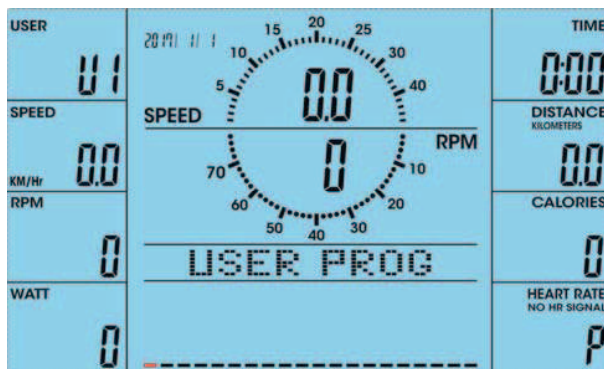 USER
U1
SPEED
KM/Hr 0.0
RPM
0
WATT
0
2017 1/ 1
5 10 15 20 25 30 40
0.0
SPEED
RPM
0
70 60 50 40 30 20 10
USER PROG
TIME
0:00
DISTANCE
KILOMETERS
0.0
CALORIES
0
HEART RATE
NO HR SIGNAL
P